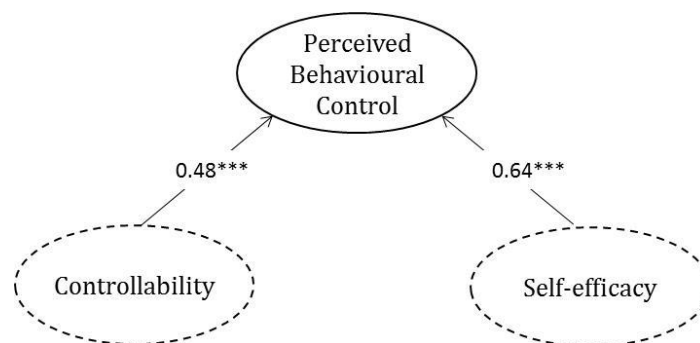 Perceived
Behavioural
Control
0.48***
0.64***
Controllability
Self-efficacy